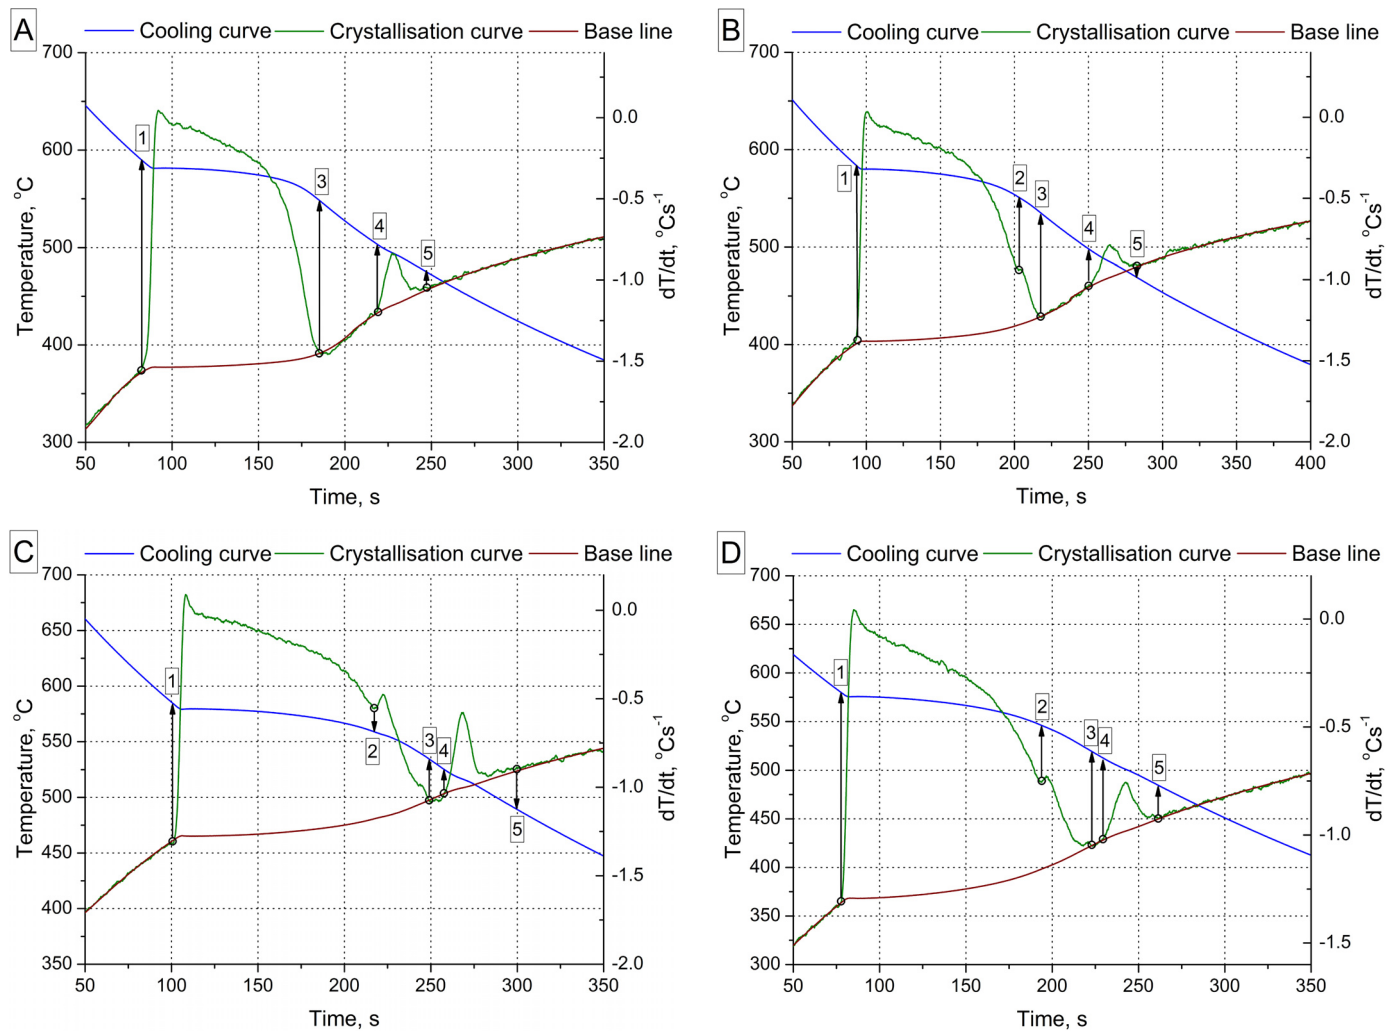 A
Cooling curve Crystallisation curve Base line
700
600
500
400
300
0.0
-0.5
-1.0
-1.5
-2.0
1
3
4
5
50 100 150 200 250 300 350
Temperature, °C
dT/dt, °Cs⁻¹
Time, s
B
Cooling curve Crystallisation curve Base line
700
600
500
400
300
0.0
-0.5
-1.0
-1.5
-2.0
1
2
3
4
5
50 100 150 200 250 300 350 400
Temperature, °C
dT/dt, °Cs⁻¹
Time, s
C
Cooling curve Crystallisation curve Base line
700
650
600
550
500
450
400
350
0.0
-0.5
-1.0
-1.5
-2.0
1
2
3
4
5
50 100 150 200 250 300 350
Temperature, °C
dT/dt, °Cs⁻¹
Time, s
D
Cooling curve Crystallisation curve Base line
700
650
600
550
500
450
400
350
300
0.0
-0.5
-1.0
-1.5
1
2
3
4
5
50 100 150 200 250 300 350
Temperature, °C
dT/dt, °Cs⁻¹
Time, s